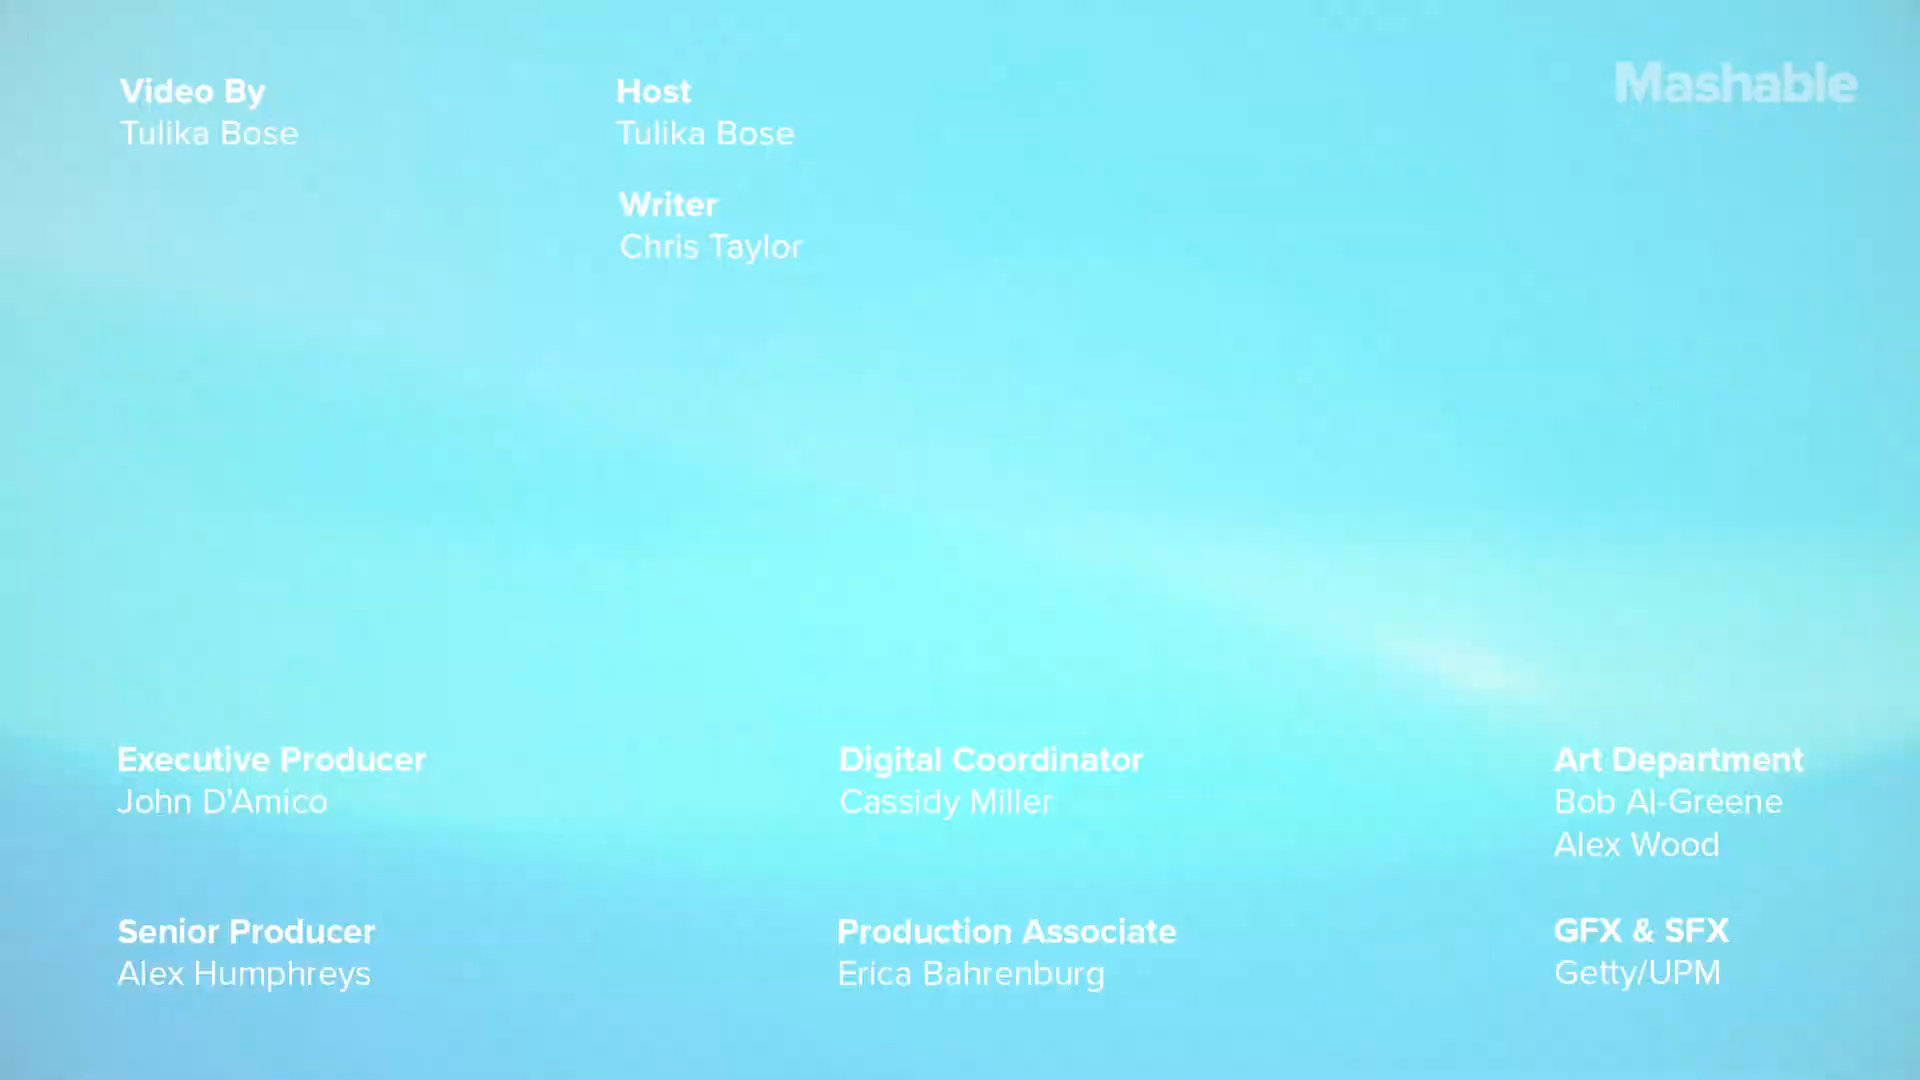 Video By
Tulika Bose
Host
Tulika Bose
Writer
Chris Taylor
Mashable
Executive Producer
John D'Amico
Digital Coordinator
Cassidy Miller
Art Department
Bob Al-Greene
Alex Wood
Senior Producer
Alex Humphreys
Production Associate
Erica Bahrenburg
GFX & SFX
Getty/UPM